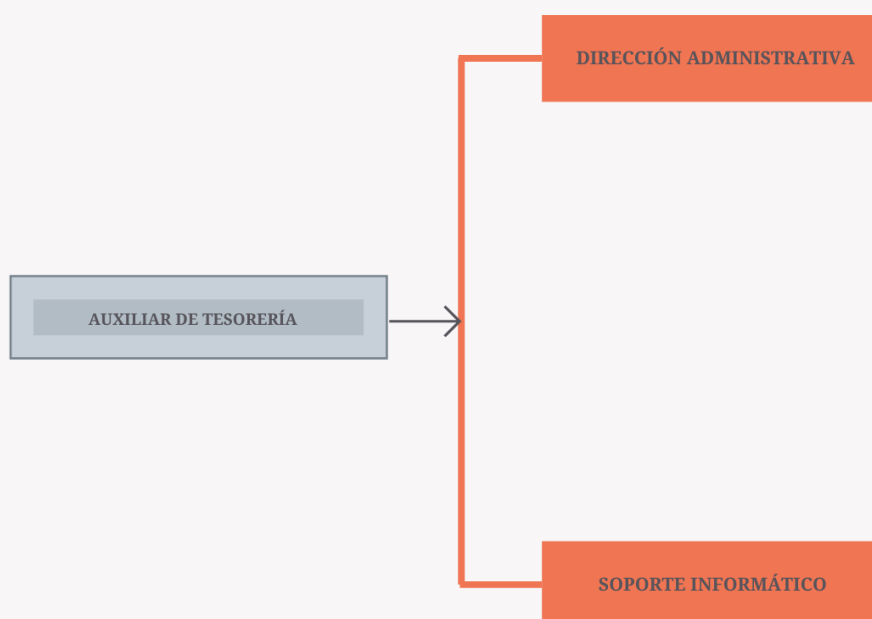 DIRECCIÓN ADMINISTRATIVA
AUXILIAR DE TESORERÍA
SOPORTE INFORMÁTICO